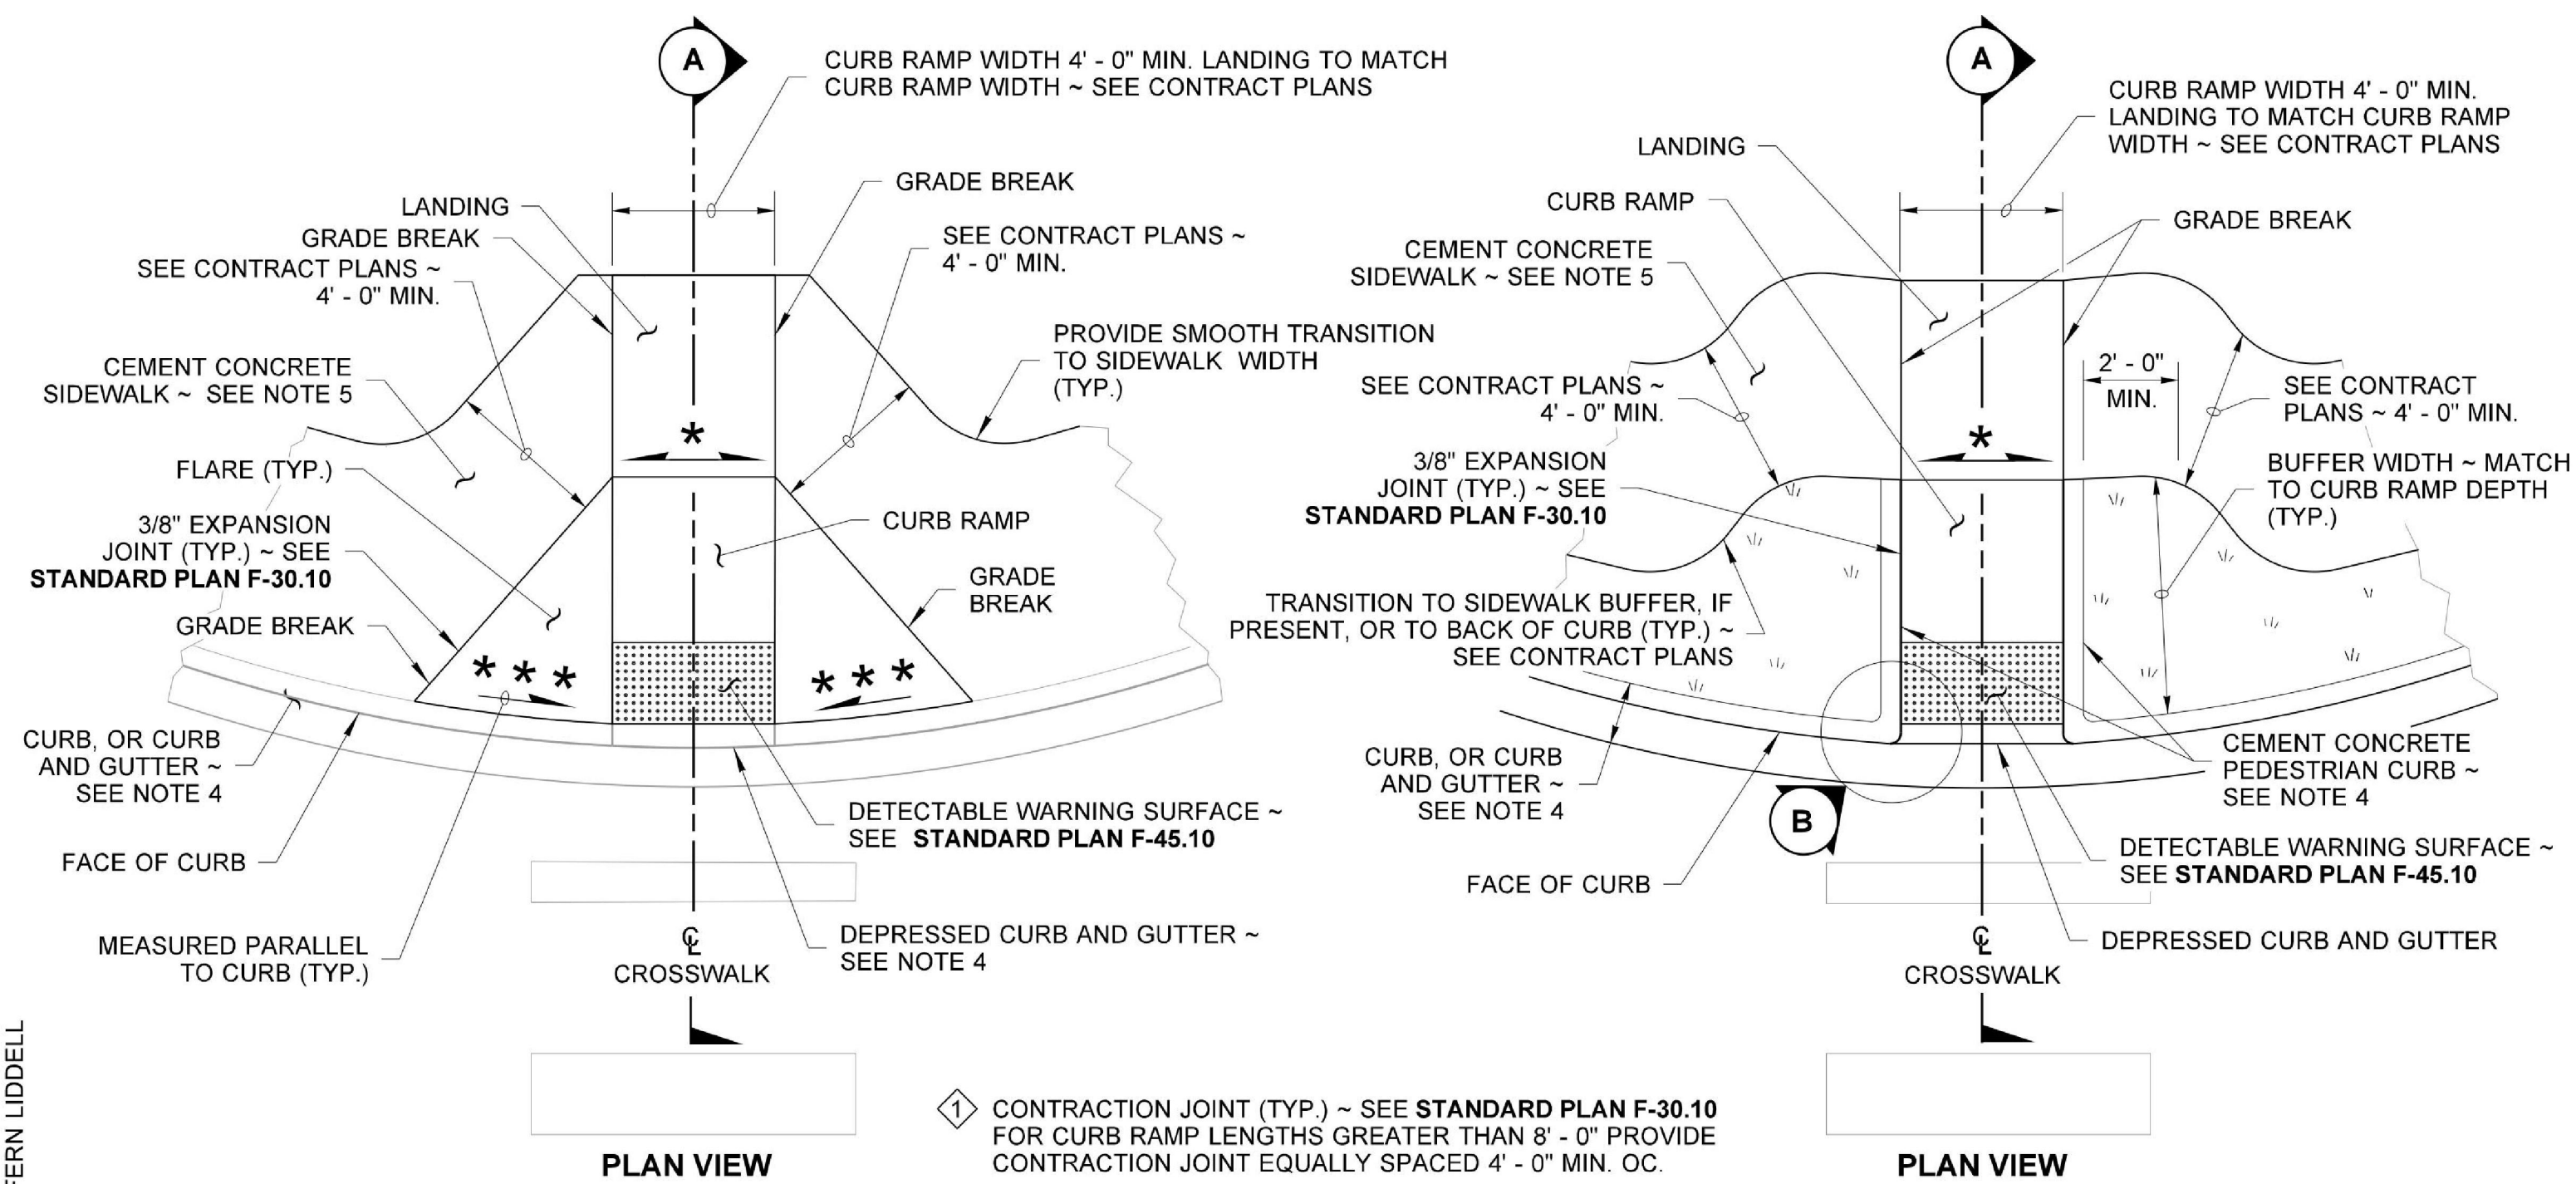 A
CURB RAMP WIDTH 4' - 0" MIN. LANDING TO MATCH
CURB RAMP WIDTH ~ SEE CONTRACT PLANS
GRADE BREAK
LANDING
GRADE BREAK
SEE CONTRACT PLANS ~
4' - 0" MIN.
SEE CONTRACT PLANS ~
4' - 0" MIN.
PROVIDE SMOOTH TRANSITION
TO SIDEWALK WIDTH
(TYP.)
CEMENT CONCRETE
SIDEWALK ~ SEE NOTE 5
*
FLARE (TYP.)
3/8" EXPANSION
JOINT (TYP.) ~ SEE
STANDARD PLAN F-30.10
CURB RAMP
GRADE
BREAK
GRADE BREAK
* * *
* * *
CURB, OR CURB
AND GUTTER ~
SEE NOTE 4
DETECTABLE WARNING SURFACE ~
SEE STANDARD PLAN F-45.10
FACE OF CURB
MEASURED PARALLEL
TO CURB (TYP.)
DEPRESSED CURB AND GUTTER ~
SEE NOTE 4
CL
CROSSWALK
PLAN VIEW
FERN LIDDELL
1
CONTRACTION JOINT (TYP.) ~ SEE STANDARD PLAN F-30.10
FOR CURB RAMP LENGTHS GREATER THAN 8' - 0" PROVIDE
CONTRACTION JOINT EQUALLY SPACED 4' - 0" MIN. OC.
A
CURB RAMP WIDTH 4' - 0" MIN.
LANDING TO MATCH CURB RAMP
WIDTH ~ SEE CONTRACT PLANS
LANDING
CURB RAMP
GRADE BREAK
CEMENT CONCRETE
SIDEWALK ~ SEE NOTE 5
SEE CONTRACT PLANS ~
4' - 0" MIN.
2' - 0"
MIN.
SEE CONTRACT
PLANS ~ 4' - 0" MIN.
*
3/8" EXPANSION
JOINT (TYP.) ~ SEE
STANDARD PLAN F-30.10
BUFFER WIDTH ~ MATCH
TO CURB RAMP DEPTH
(TYP.)
TRANSITION TO SIDEWALK BUFFER, IF
PRESENT, OR TO BACK OF CURB (TYP.) ~
SEE CONTRACT PLANS
CURB, OR CURB
AND GUTTER ~
SEE NOTE 4
CEMENT CONCRETE
PEDESTRIAN CURB ~
SEE NOTE 4
B
DETECTABLE WARNING SURFACE ~
SEE STANDARD PLAN F-45.10
FACE OF CURB
DEPRESSED CURB AND GUTTER
CL
CROSSWALK
PLAN VIEW